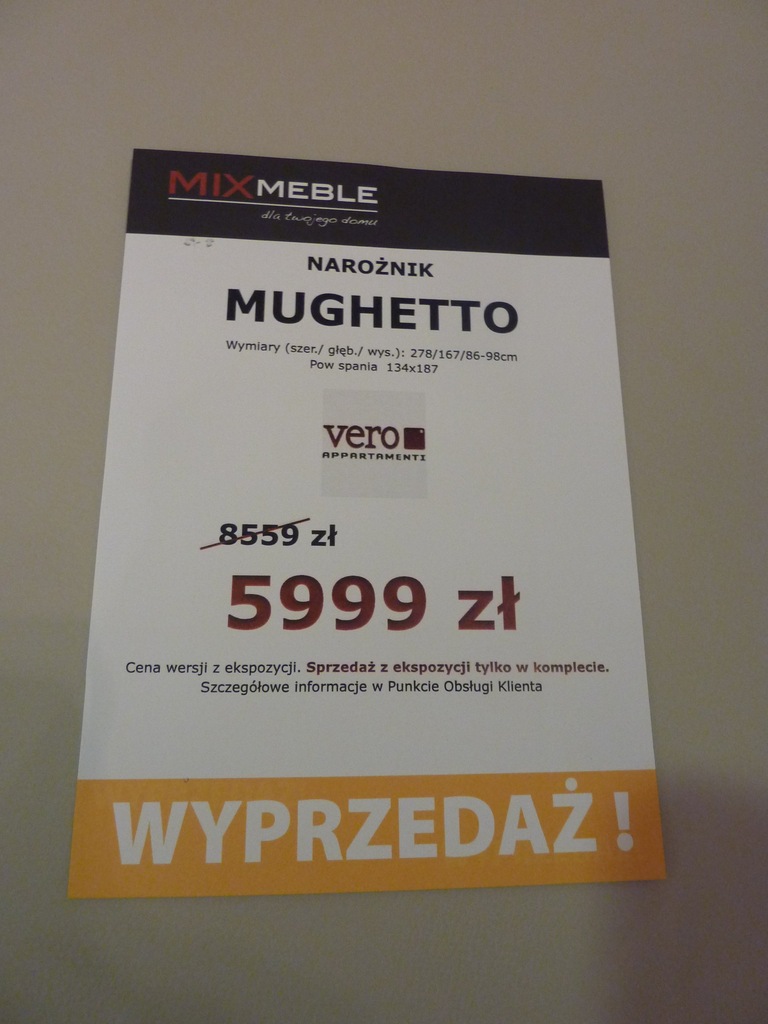 MIXMEBLE
dla twojego domu
NAROŻNIK
MUGHETTO
Wymiary (szer./ głęb./ wys.): 278/167/86-98cm
Pow spania 134x187
vero
APPARTAMENTI
8559 zł
5999 zł
Cena wersji z ekspozycji. Sprzedaż z ekspozycji tylko w komplecie.
Szczegółowe informacje w Punkcie Obsługi Klienta
WYPRZEDAŻ !